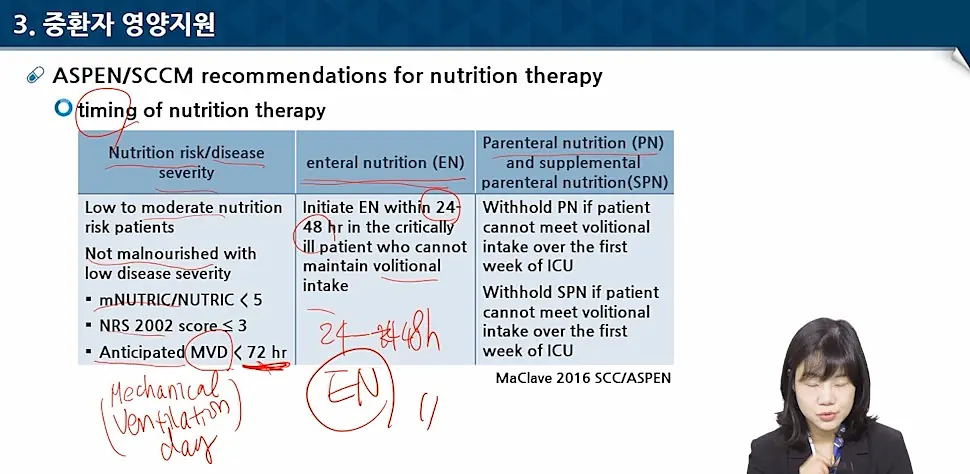 3. 중환자 영양지원
ASPEN/SCCM recommendations for nutrition therapy
timing of nutrition therapy
Nutrition risk/disease
severity
enteral nutrition (EN)
Parenteral nutrition (PN)
and supplemental
parenteral nutrition(SPN)
Low to moderate nutrition
risk patients
Not malnourished with
low disease severity
▪ mNUTRIC/NUTRIC < 5
▪ NRS 2002 score ≤ 3
▪ Anticipated MVD < 72 hr
Initiate EN within 24-
48 hr in the critically
ill patient who cannot
maintain volitional
intake
Withhold PN if patient
cannot meet volitional
intake over the first
week of ICU
Withhold SPN if patient
cannot meet volitional
intake over the first
week of ICU
MaClave 2016 SCC/ASPEN
Mechanical
Ventilation
day
24 48h
EN